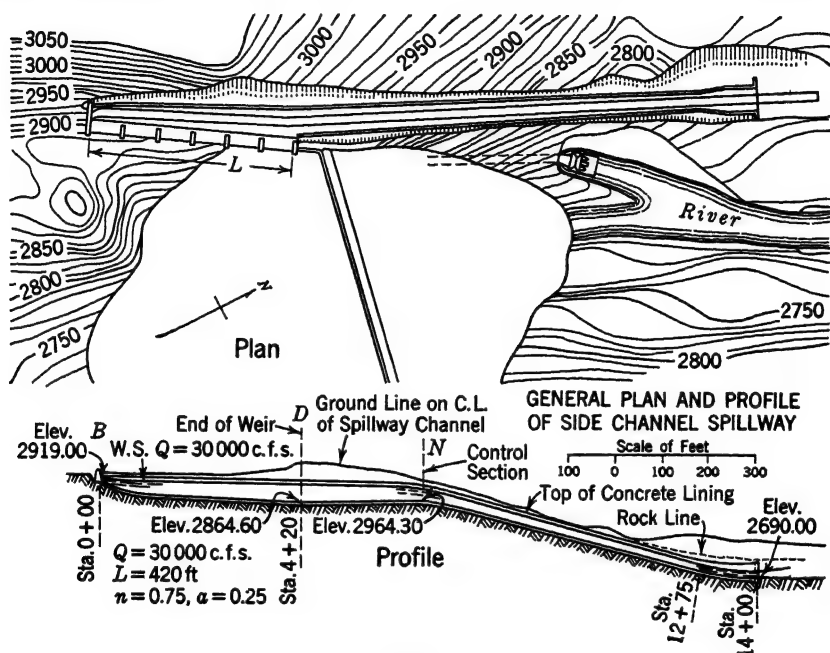 3050
3000
2950
2900
3000
2950
2900
2850
2800
L
River
2850
2800
2750
N
Plan
2750
2800
GENERAL PLAN AND PROFILE
OF SIDE CHANNEL SPILLWAY
Scale of Feet
100 0 100 200 300
Elev.
2919.00
B
W.S. Q = 30 000 c.f.s.
End of Weir
D
Ground Line on C.L.
of Spillway Channel
N
Control
Section
Top of Concrete Lining
Rock Line
Elev.
2690.00
Sta. 0+00
Elev. 2864.60
Sta. 4+20
Elev. 2964.30
Profile
Q = 30 000 c.f.s.
L = 420 ft
n = 0.75, a = 0.25
Sta.
12+75
Sta.
14+00